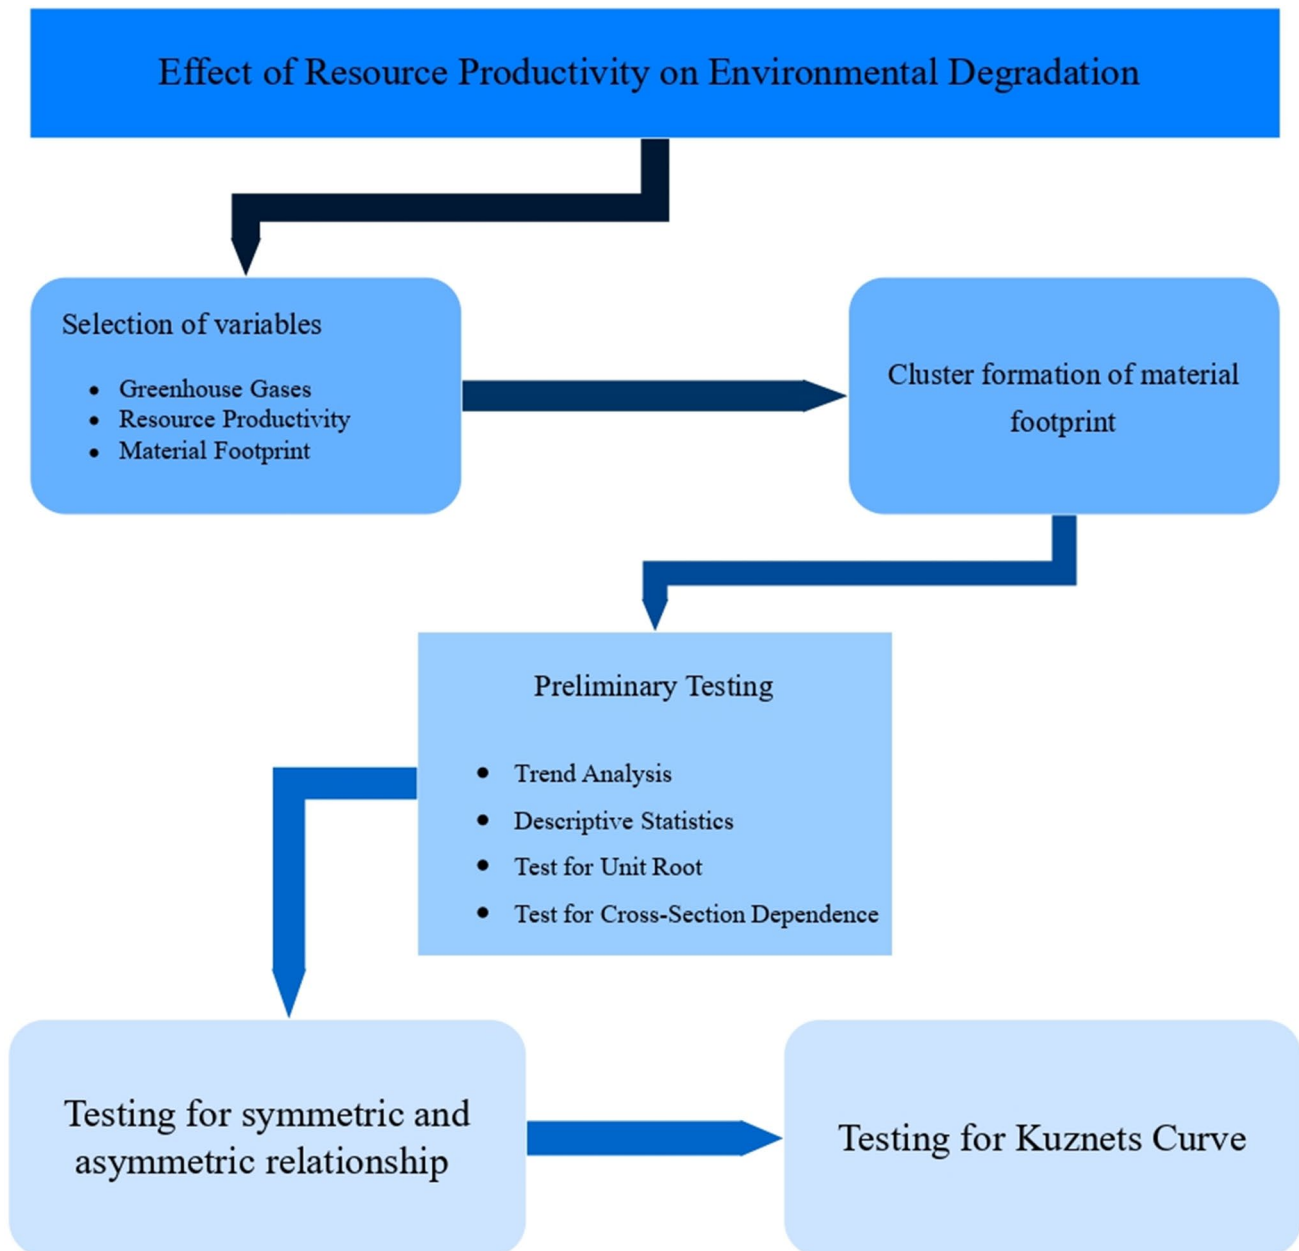 Effect of Resource Productivity on Environmental Degradation
Selection of variables
• Greenhouse Gases
• Resource Productivity
• Material Footprint
Cluster formation of material
footprint
Preliminary Testing
• Trend Analysis
• Descriptive Statistics
• Test for Unit Root
• Test for Cross-Section Dependence
Testing for symmetric and
asymmetric relationship
Testing for Kuznets Curve